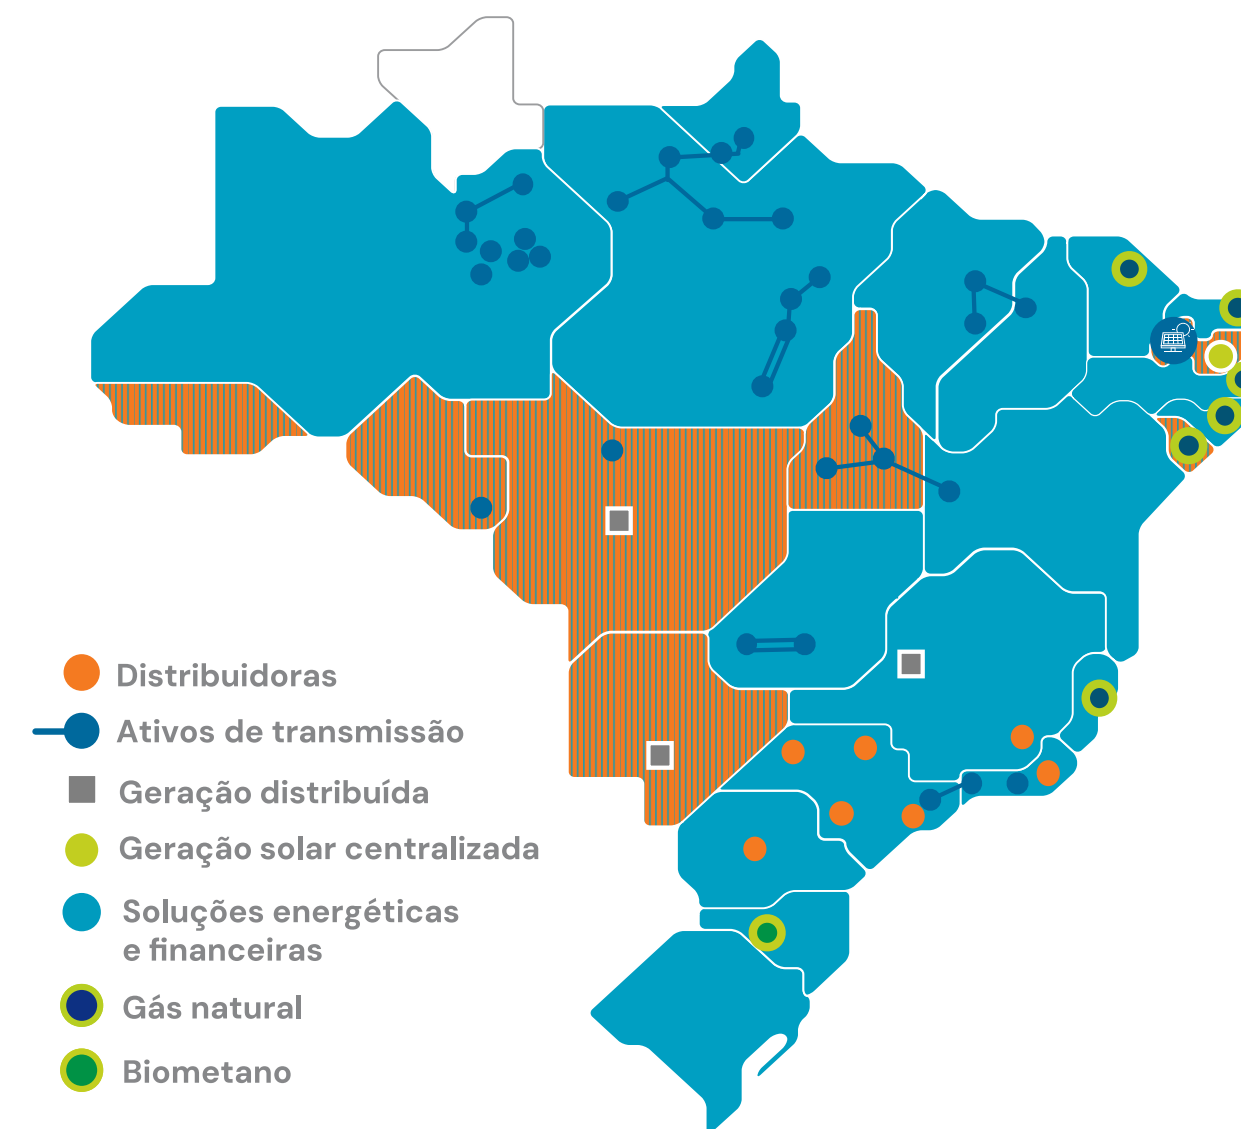 Distribuidoras
Ativos de transmissão
Geração distribuída
Geração solar centralizada
Soluções energéticas
e financeiras
Gás natural
Biometano